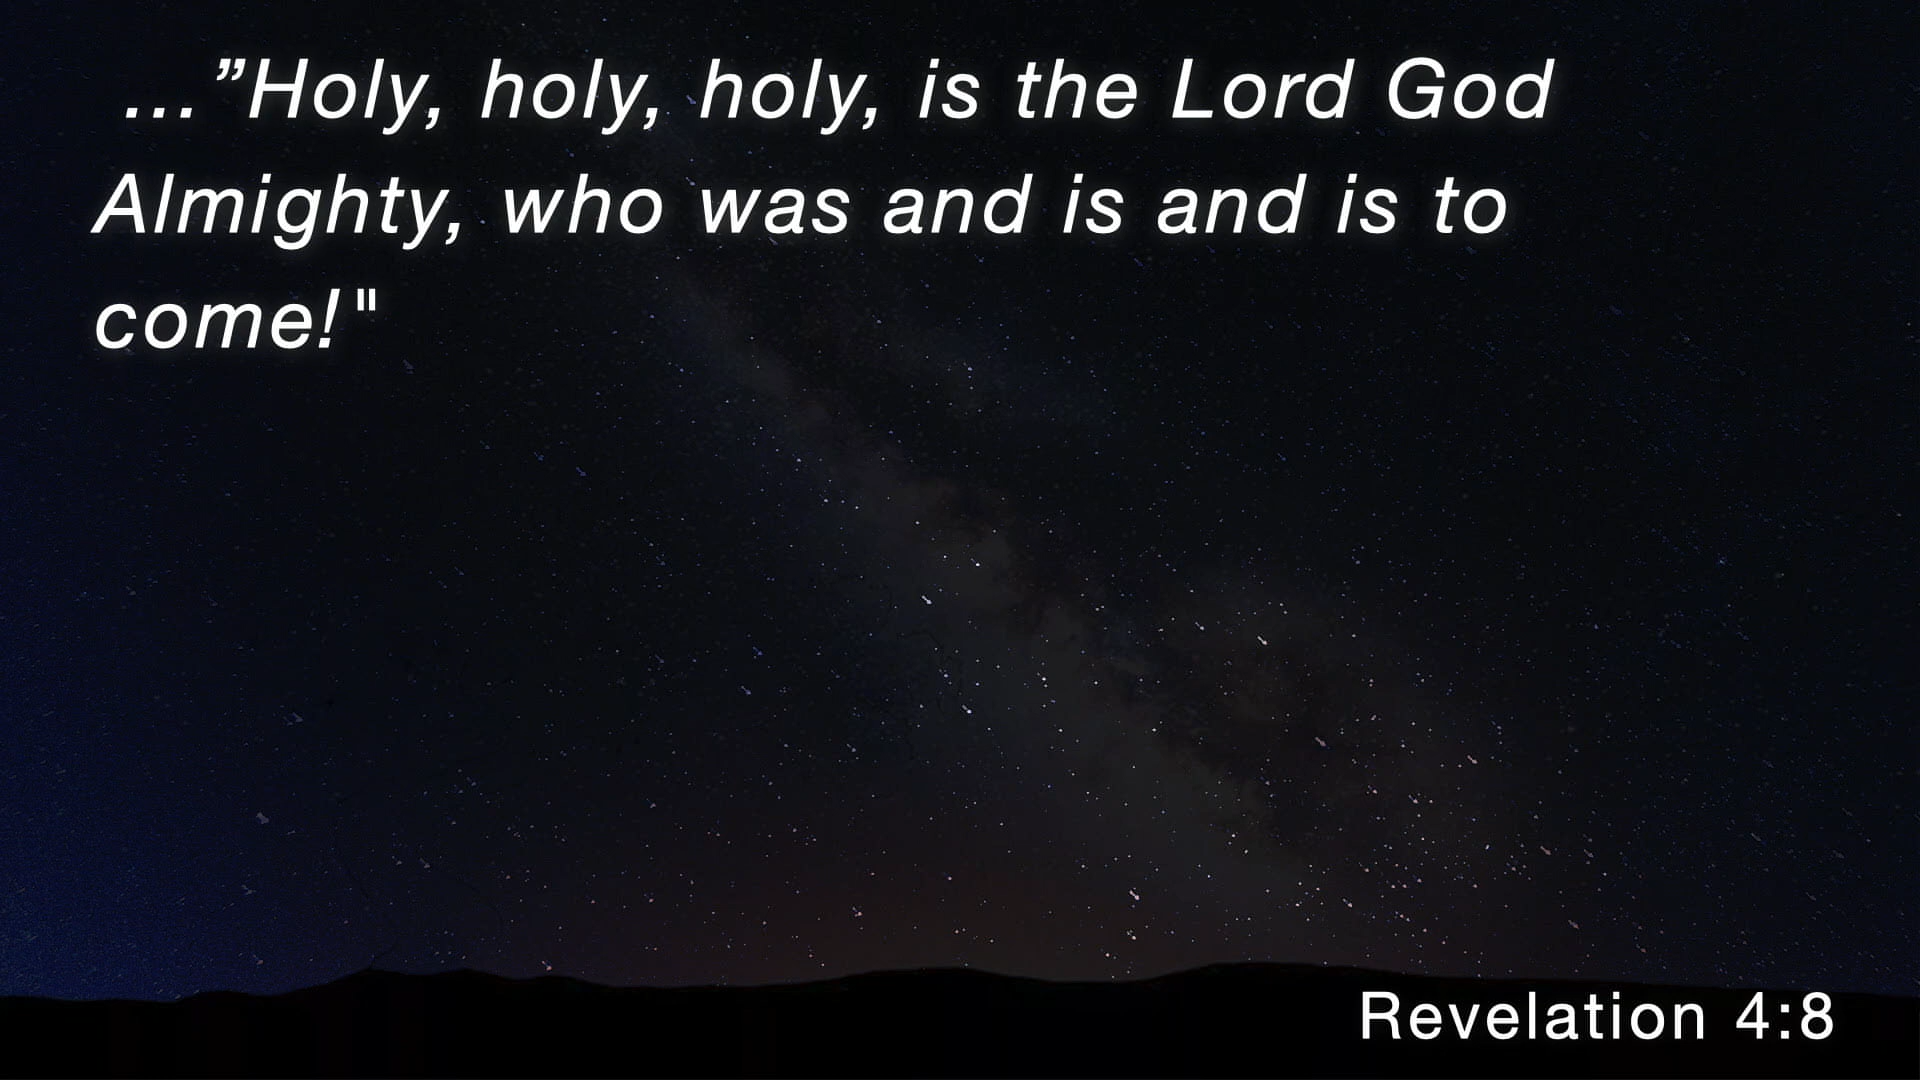 ...”Holy, holy, holy, is the Lord God
Almighty, who was and is and is to
come!"
Revelation 4:8